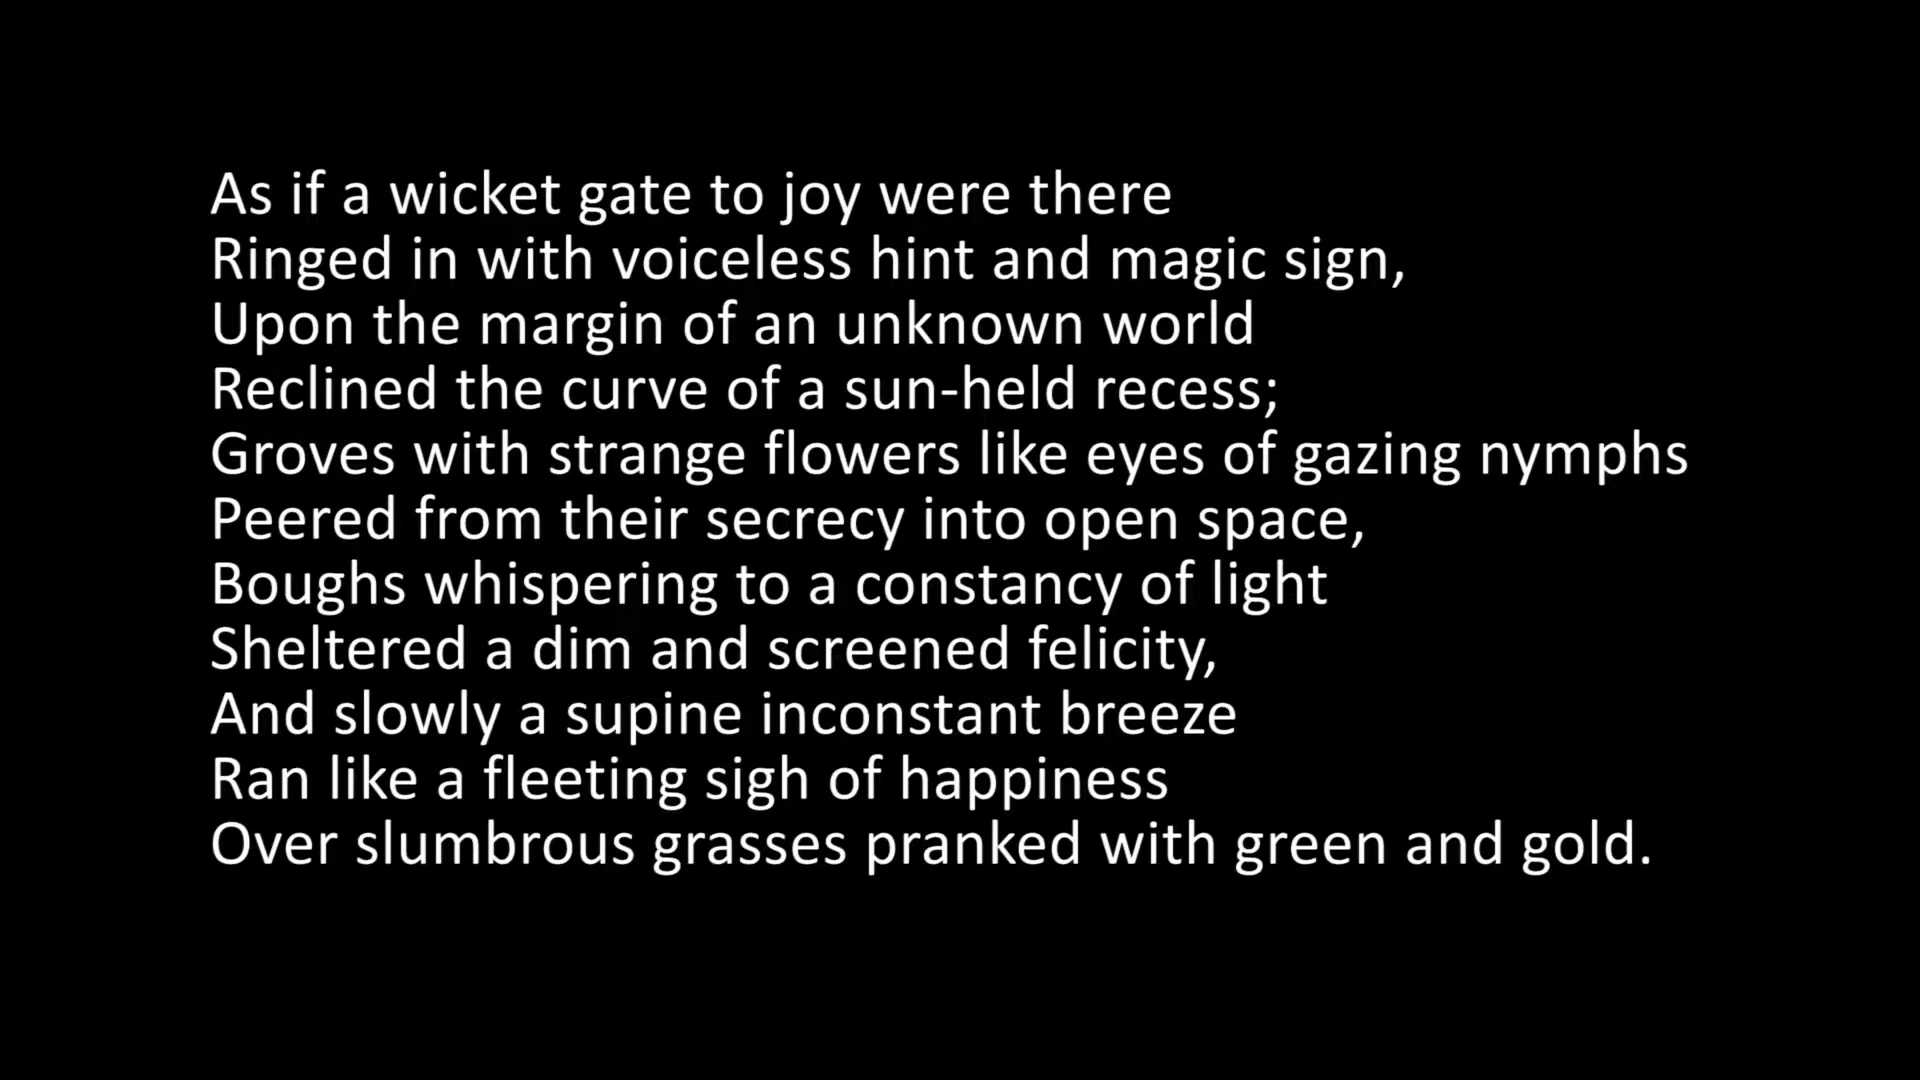 As if a wicket gate to joy were there
Ringed in with voiceless hint and magic sign,
Upon the margin of an unknown world
Reclined the curve of a sun-held recess;
Groves with strange flowers like eyes of gazing nymphs
Peered from their secrecy into open space,
Boughs whispering to a constancy of light
Sheltered a dim and screened felicity,
And slowly a supine inconstant breeze
Ran like a fleeting sigh of happiness
Over slumbrous grasses pranked with green and gold.